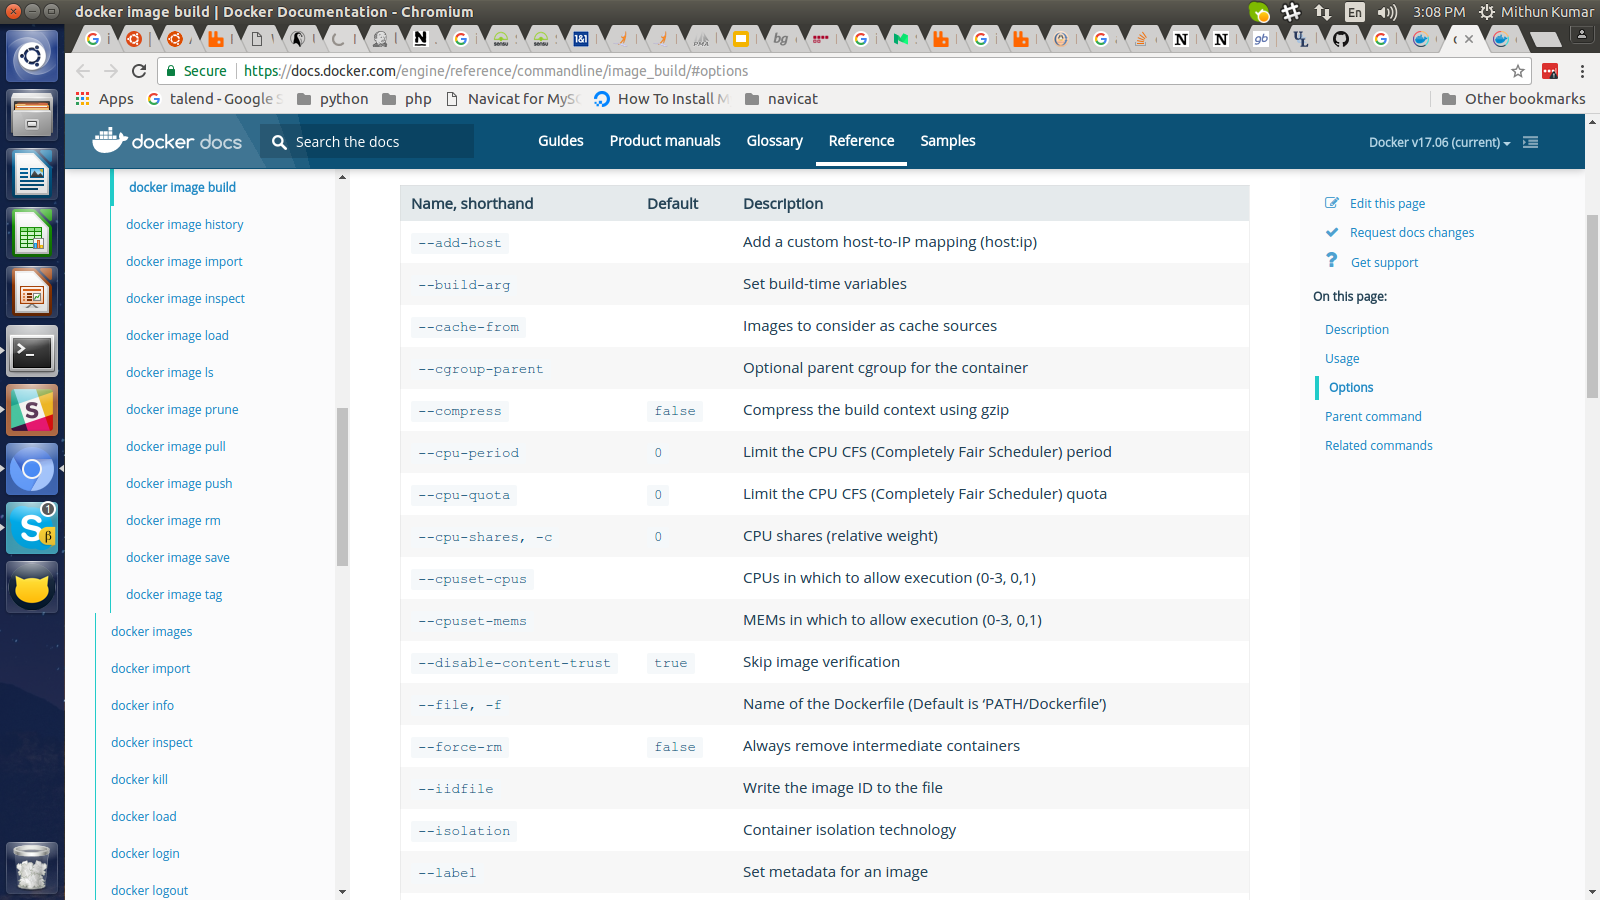 docker image build | Docker Documentation - Chromium
En
3:08 PM
Mithun Kumar
Secure
https://docs.docker.com/engine/reference/commandline/image_build/#options
Apps
talend - Google S
python
php
Navicat for MySQ
How To Install M
navicat
Other bookmarks
docker docs
Search the docs
Guides
Product manuals
Glossary
Reference
Samples
Docker v17.06 (current)
docker image build
docker image history
docker image import
docker image inspect
docker image load
docker image ls
docker image prune
docker image pull
docker image push
docker image rm
docker image save
docker image tag
docker images
docker import
docker info
docker inspect
docker kill
docker load
docker login
docker logout
Name, shorthand Default Description
--add-host Add a custom host-to-IP mapping (host:ip)
--build-arg Set build-time variables
--cache-from Images to consider as cache sources
--cgroup-parent Optional parent cgroup for the container
--compress false Compress the build context using gzip
--cpu-period 0 Limit the CPU CFS (Completely Fair Scheduler) period
--cpu-quota 0 Limit the CPU CFS (Completely Fair Scheduler) quota
--cpu-shares, -c 0 CPU shares (relative weight)
--cpuset-cpus CPUs in which to allow execution (0-3, 0,1)
--cpuset-mems MEMs in which to allow execution (0-3, 0,1)
--disable-content-trust true Skip image verification
--file, -f Name of the Dockerfile (Default is ‘PATH/Dockerfile’)
--force-rm false Always remove intermediate containers
--iidfile Write the image ID to the file
--isolation Container isolation technology
--label Set metadata for an image
Edit this page
Request docs changes
Get support
On this page:
Description
Usage
Options
Parent command
Related commands